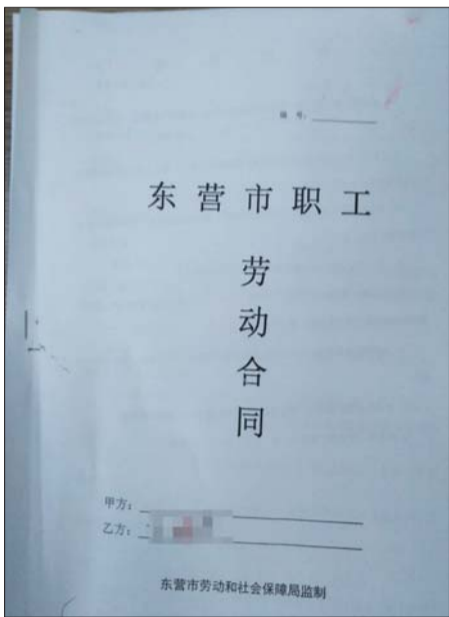 编 号：
东 营 市 职 工
劳
动
合
同
甲方：
乙方：
东营市劳动和社会保障局监制